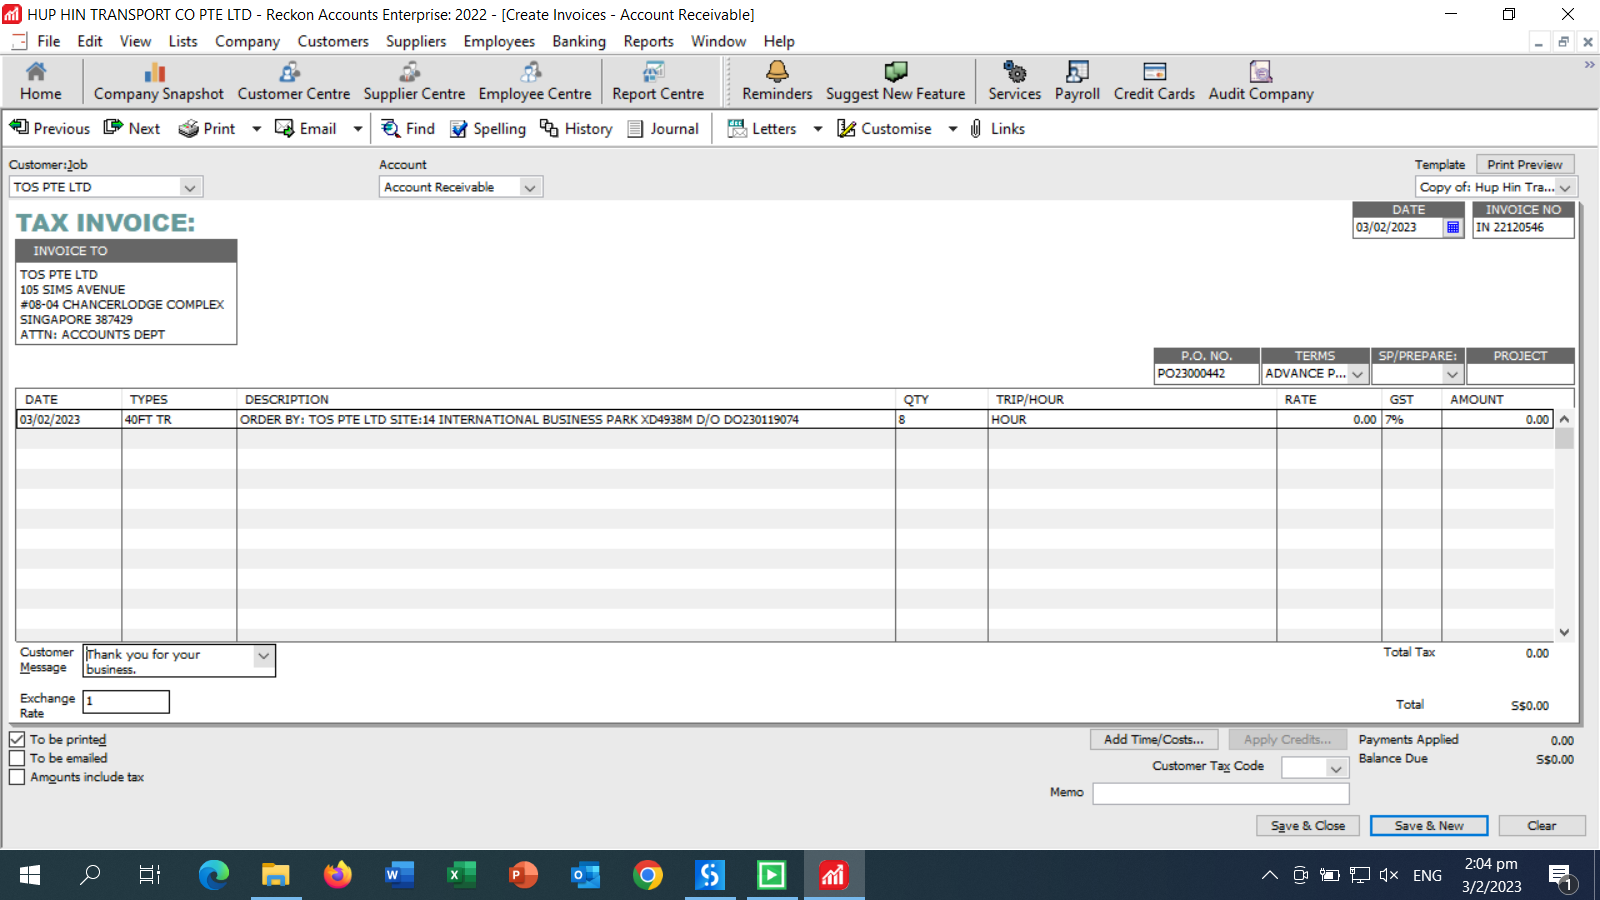 HUP HIN TRANSPORT CO PTE LTD - Reckon Accounts Enterprise: 2022 - [Create Invoices - Account Receivable]
File Edit View Lists Company Customers Suppliers Employees Banking Reports Window Help
Home Company Snapshot Customer Centre Supplier Centre Employee Centre Report Centre Reminders Suggest New Feature Services Payroll Credit Cards Audit Company
Previous Next Print Email Find Spelling History Journal Letters Customise Links
Customer:Job Account Template Print Preview
TOS PTE LTD Account Receivable Copy of: Hup Hin Tra...
TAX INVOICE:
DATE INVOICE NO
03/02/2023 IN 22120546
INVOICE TO
TOS PTE LTD
105 SIMS AVENUE
#08-04 CHANCERLODGE COMPLEX
SINGAPORE 387429
ATTN: ACCOUNTS DEPT
P.O. NO. TERMS SP/PREPARE: PROJECT
PO23000442 ADVANCE P...
DATE TYPES DESCRIPTION QTY TRIP/HOUR RATE GST AMOUNT
03/02/2023 40FT TR ORDER BY: TOS PTE LTD SITE:14 INTERNATIONAL BUSINESS PARK XD4938M D/O DO230119074 8 HOUR 0.00 7% 0.00
Customer Message Thank you for your business.
Total Tax 0.00
Exchange Rate 1
Total S$0.00
To be printed
To be emailed
Amounts include tax
Add Time/Costs... Apply Credits... Payments Applied 0.00
Customer Tax Code Balance Due S$0.00
Memo
Save & Close Save & New Clear
ENG
2:04 pm
3/2/2023
1